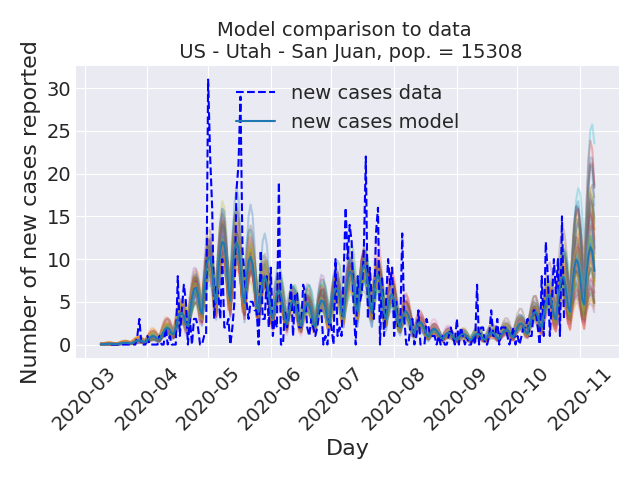 Model comparison to data
US - Utah - San Juan, pop. = 15308
Number of new cases reported
30
25
20
15
10
5
0
new cases data
new cases model
2020-03
2020-04
2020-05
2020-06
2020-07
2020-08
2020-09
2020-10
2020-11
Day